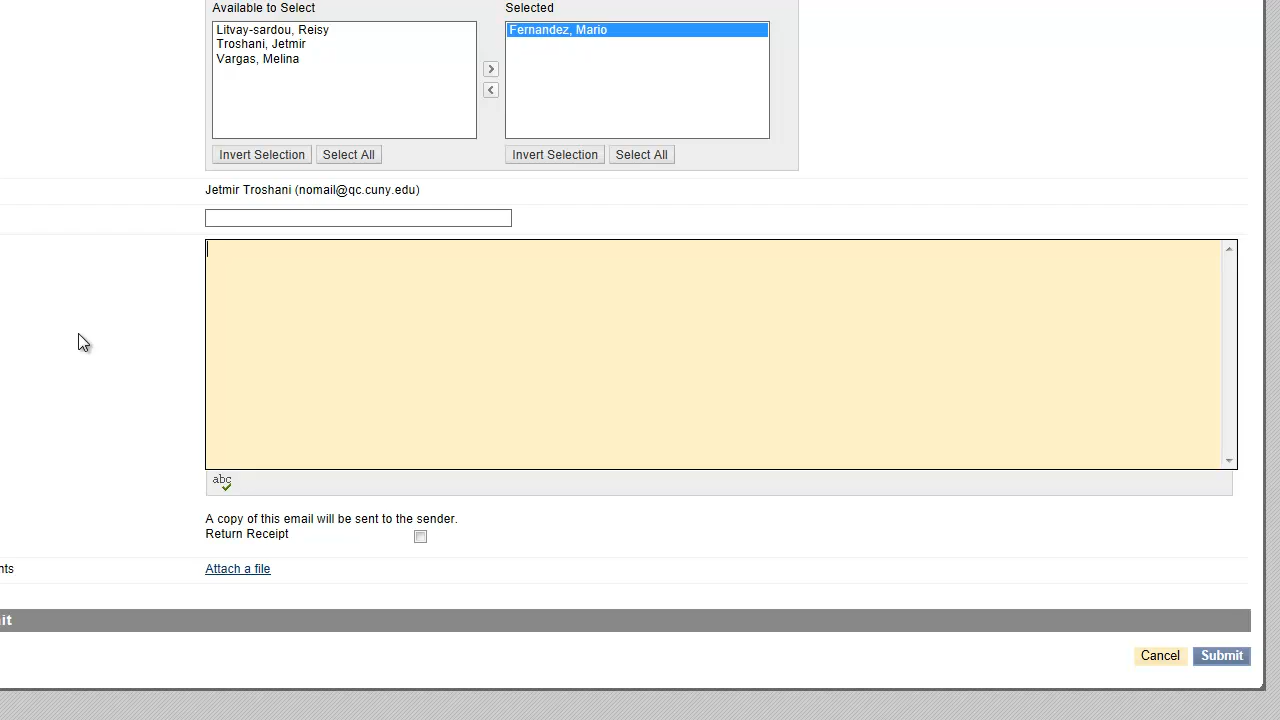 Available to Select
Selected
Litvay-sardou, Reisy
Troshani, Jetmir
Vargas, Melina
Fernandez, Mario
Invert Selection
Select All
Invert Selection
Select All
Jetmir Troshani (nomail@qc.cuny.edu)
abc
A copy of this email will be sent to the sender.
Return Receipt
nts
Attach a file
it
Cancel
Submit